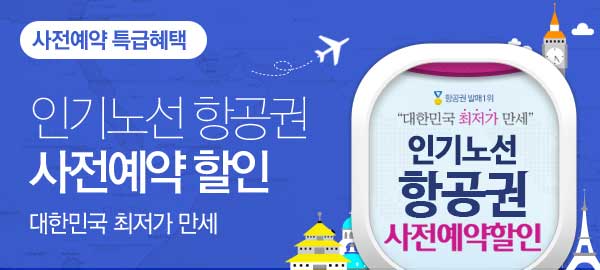 사전예약 특급혜택
인기노선 항공권
사전예약 할인
대한민국 최저가 만세
항공권 발매 1위
“대한민국 최저가 만세”
인기노선
항공권
사전예약할인